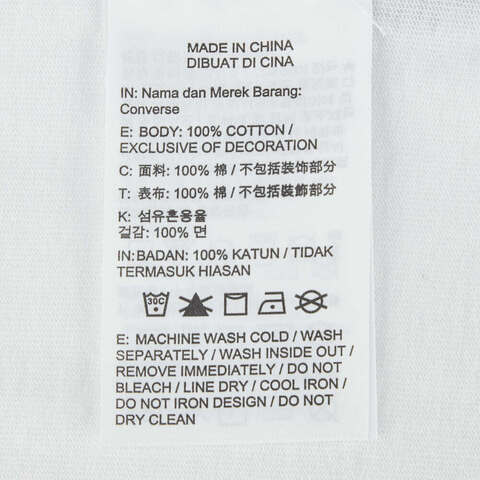 MADE IN CHINA
DIBUAT DI CINA
IN: Nama dan Merek Barang:
Converse
E: BODY: 100% COTTON /
EXCLUSIVE OF DECORATION
C: 面料: 100% 棉 / 不包括装饰部分
T: 表布: 100% 棉 / 不包括裝飾部分
K: 섬유혼용율
겉감: 100% 면
IN:BADAN: 100% KATUN / TIDAK
TERMASUK HIASAN
30C
E: MACHINE WASH COLD / WASH
SEPARATELY / WASH INSIDE OUT /
REMOVE IMMEDIATELY / DO NOT
BLEACH / LINE DRY / COOL IRON /
DO NOT IRON DESIGN / DO NOT
DRY CLEAN